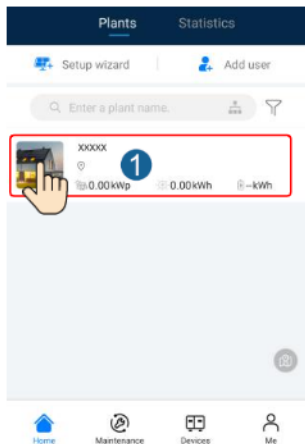 Plants Statistics
Setup wizard Add user
Enter a plant name.
xxxxx
1
0.00kWp 0.00kWh --kWh
Home Maintenance Devices Me